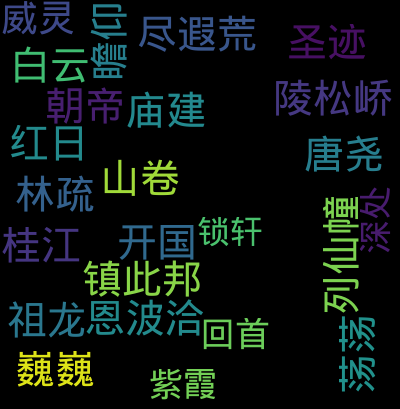 威灵
瞻仰
尽遐荒
圣迹
白云
朝帝
庙建
陵松峤
红日
唐尧
山卷
林疏
深处
列仙幢
桂江
开国
锁轩
镇此邦
祖龙
恩波洽
回首
荡荡
巍巍
紫霞